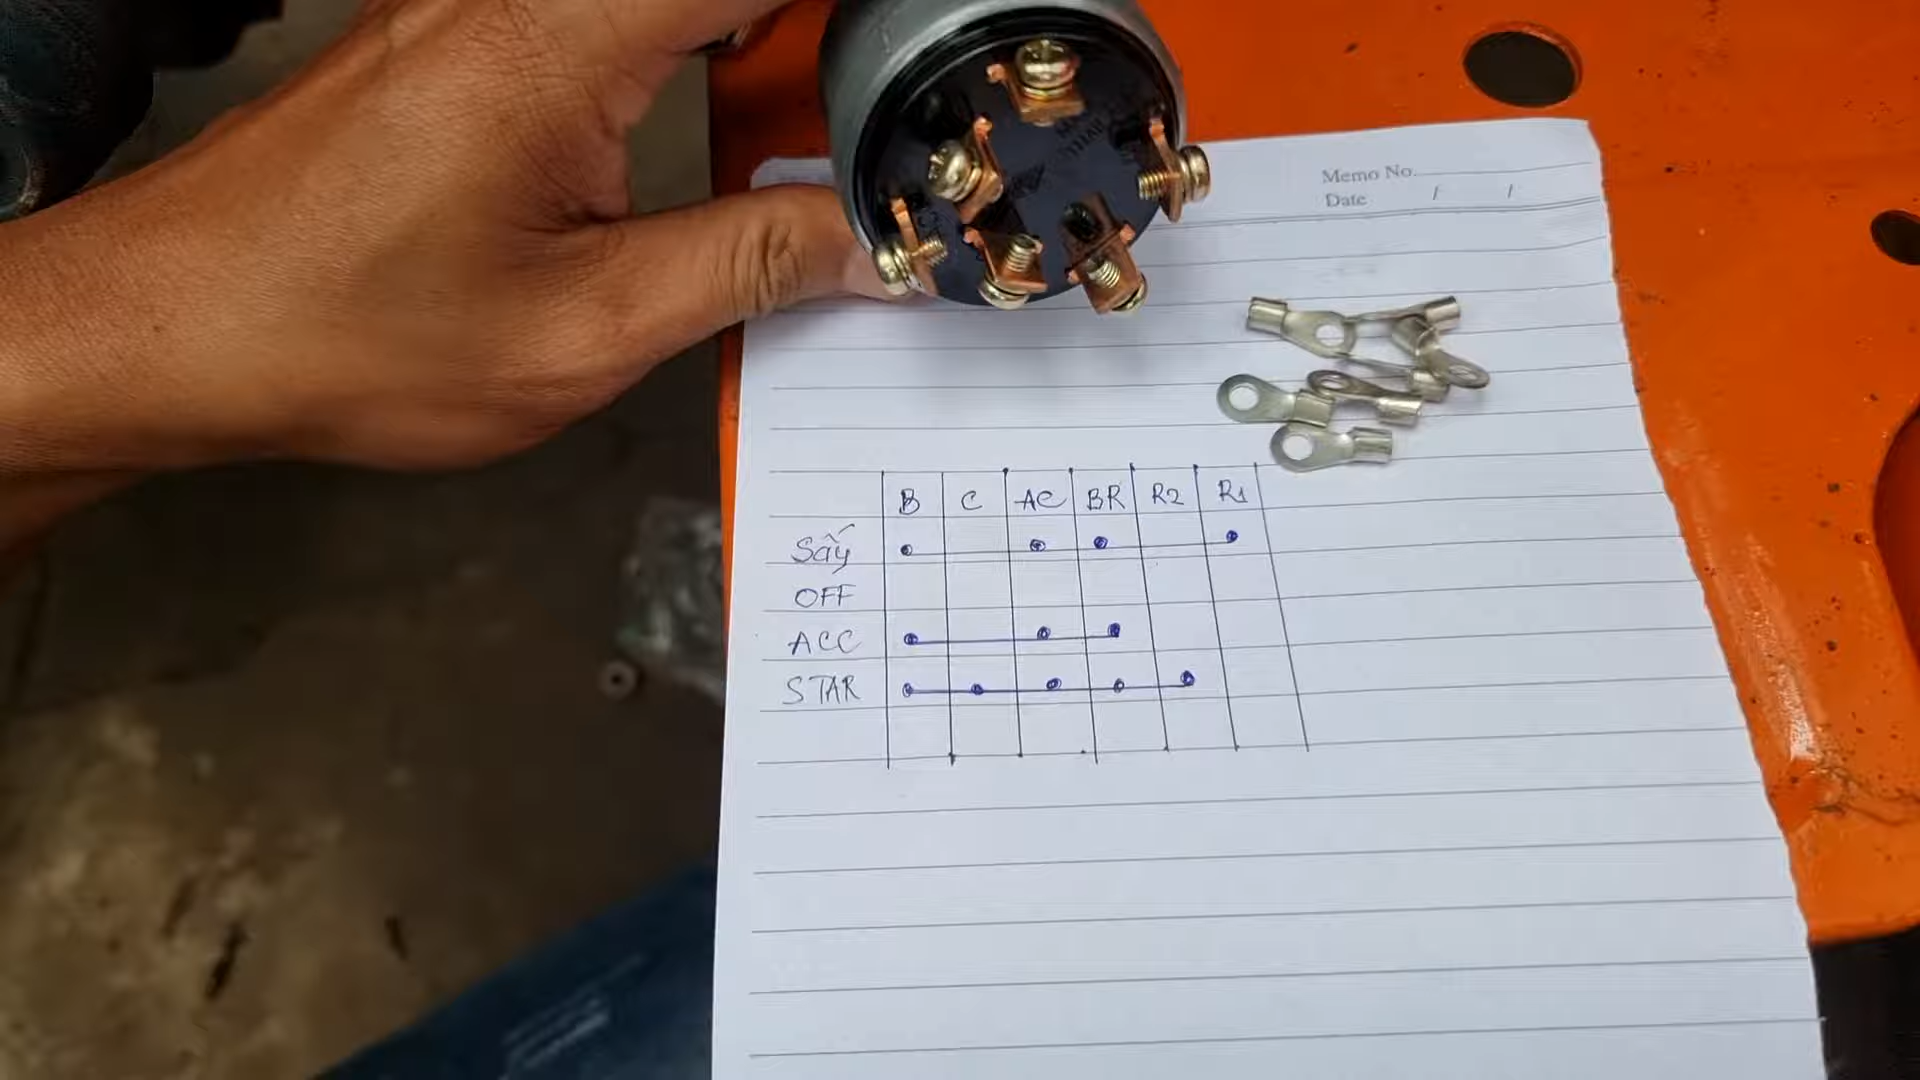 Memo No.
Date / /
B C AC BR R2 R1
Sấy
OFF
ACC
STAR